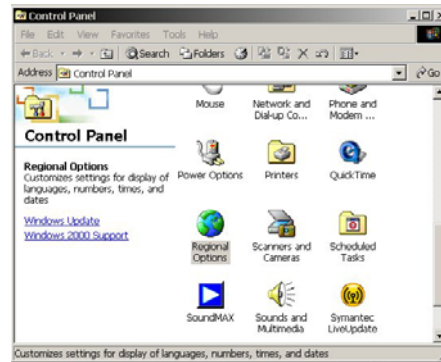 Control Panel
File Edit View Favorites Tools Help
Back Search Folders
Address Control Panel Go
Mouse Network and Dial-up Co... Phone and Modem ...
Control Panel
Regional Options
Customizes settings for display of
languages, numbers, times, and
dates
Windows Update
Windows 2000 Support
Power Options Printers QuickTime
Regional Options Scanners and Cameras Scheduled Tasks
SoundMAX Sounds and Multimedia Symantec LiveUpdate
Customizes settings for display of languages, numbers, times, and dates